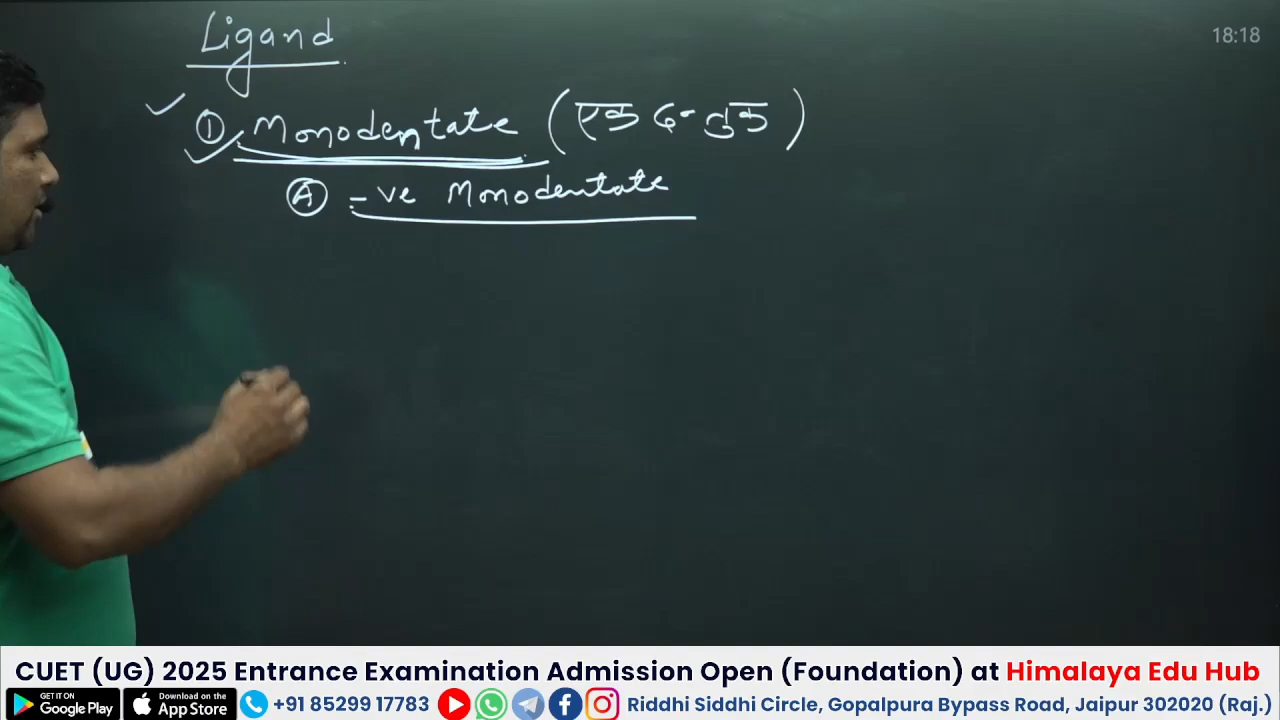 Ligand
18:18
① Monodentate (एक दन्तुक)
Ⓐ -ve Monodentate
CUET (UG) 2025 Entrance Examination Admission Open (Foundation) at Himalaya Edu Hub
GET IT ON Google Play Download on the App Store +91 85299 17783 Riddhi Siddhi Circle, Gopalpura Bypass Road, Jaipur 302020 (Raj.)